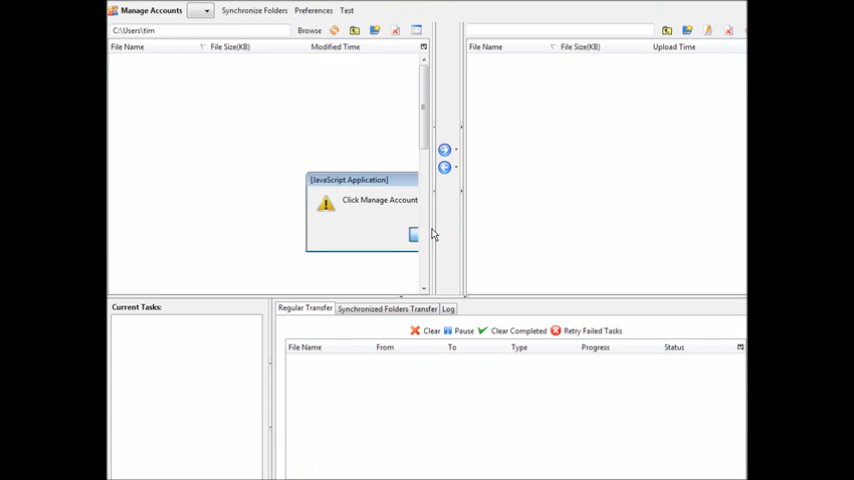 Manage Accounts Synchronize Folders Preferences Test
C:\Users\tim Browse
File Name File Size(KB) Modified Time
File Name File Size(KB) Upload Time
[JavaScript Application]
Click Manage Account
Current Tasks:
Regular Transfer Synchronized Folders Transfer Log
Clear Pause Clear Completed Retry Failed Tasks
File Name From To Type Progress Status